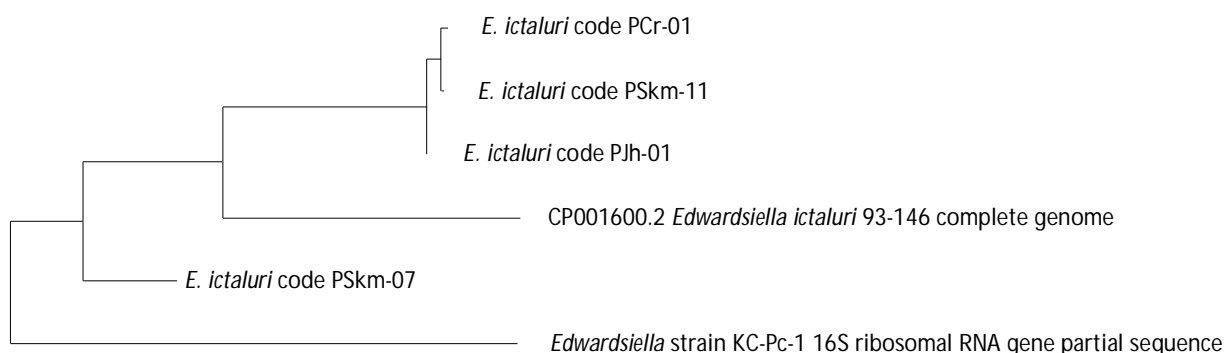 E. ictaluri code PCr-01
E. ictaluri code PSkm-11
E. ictaluri code PJh-01
CP001600.2 Edwardsiella ictaluri 93-146 complete genome
E. ictaluri code PSkm-07
Edwardsiella strain KC-Pc-1 16S ribosomal RNA gene partial sequence